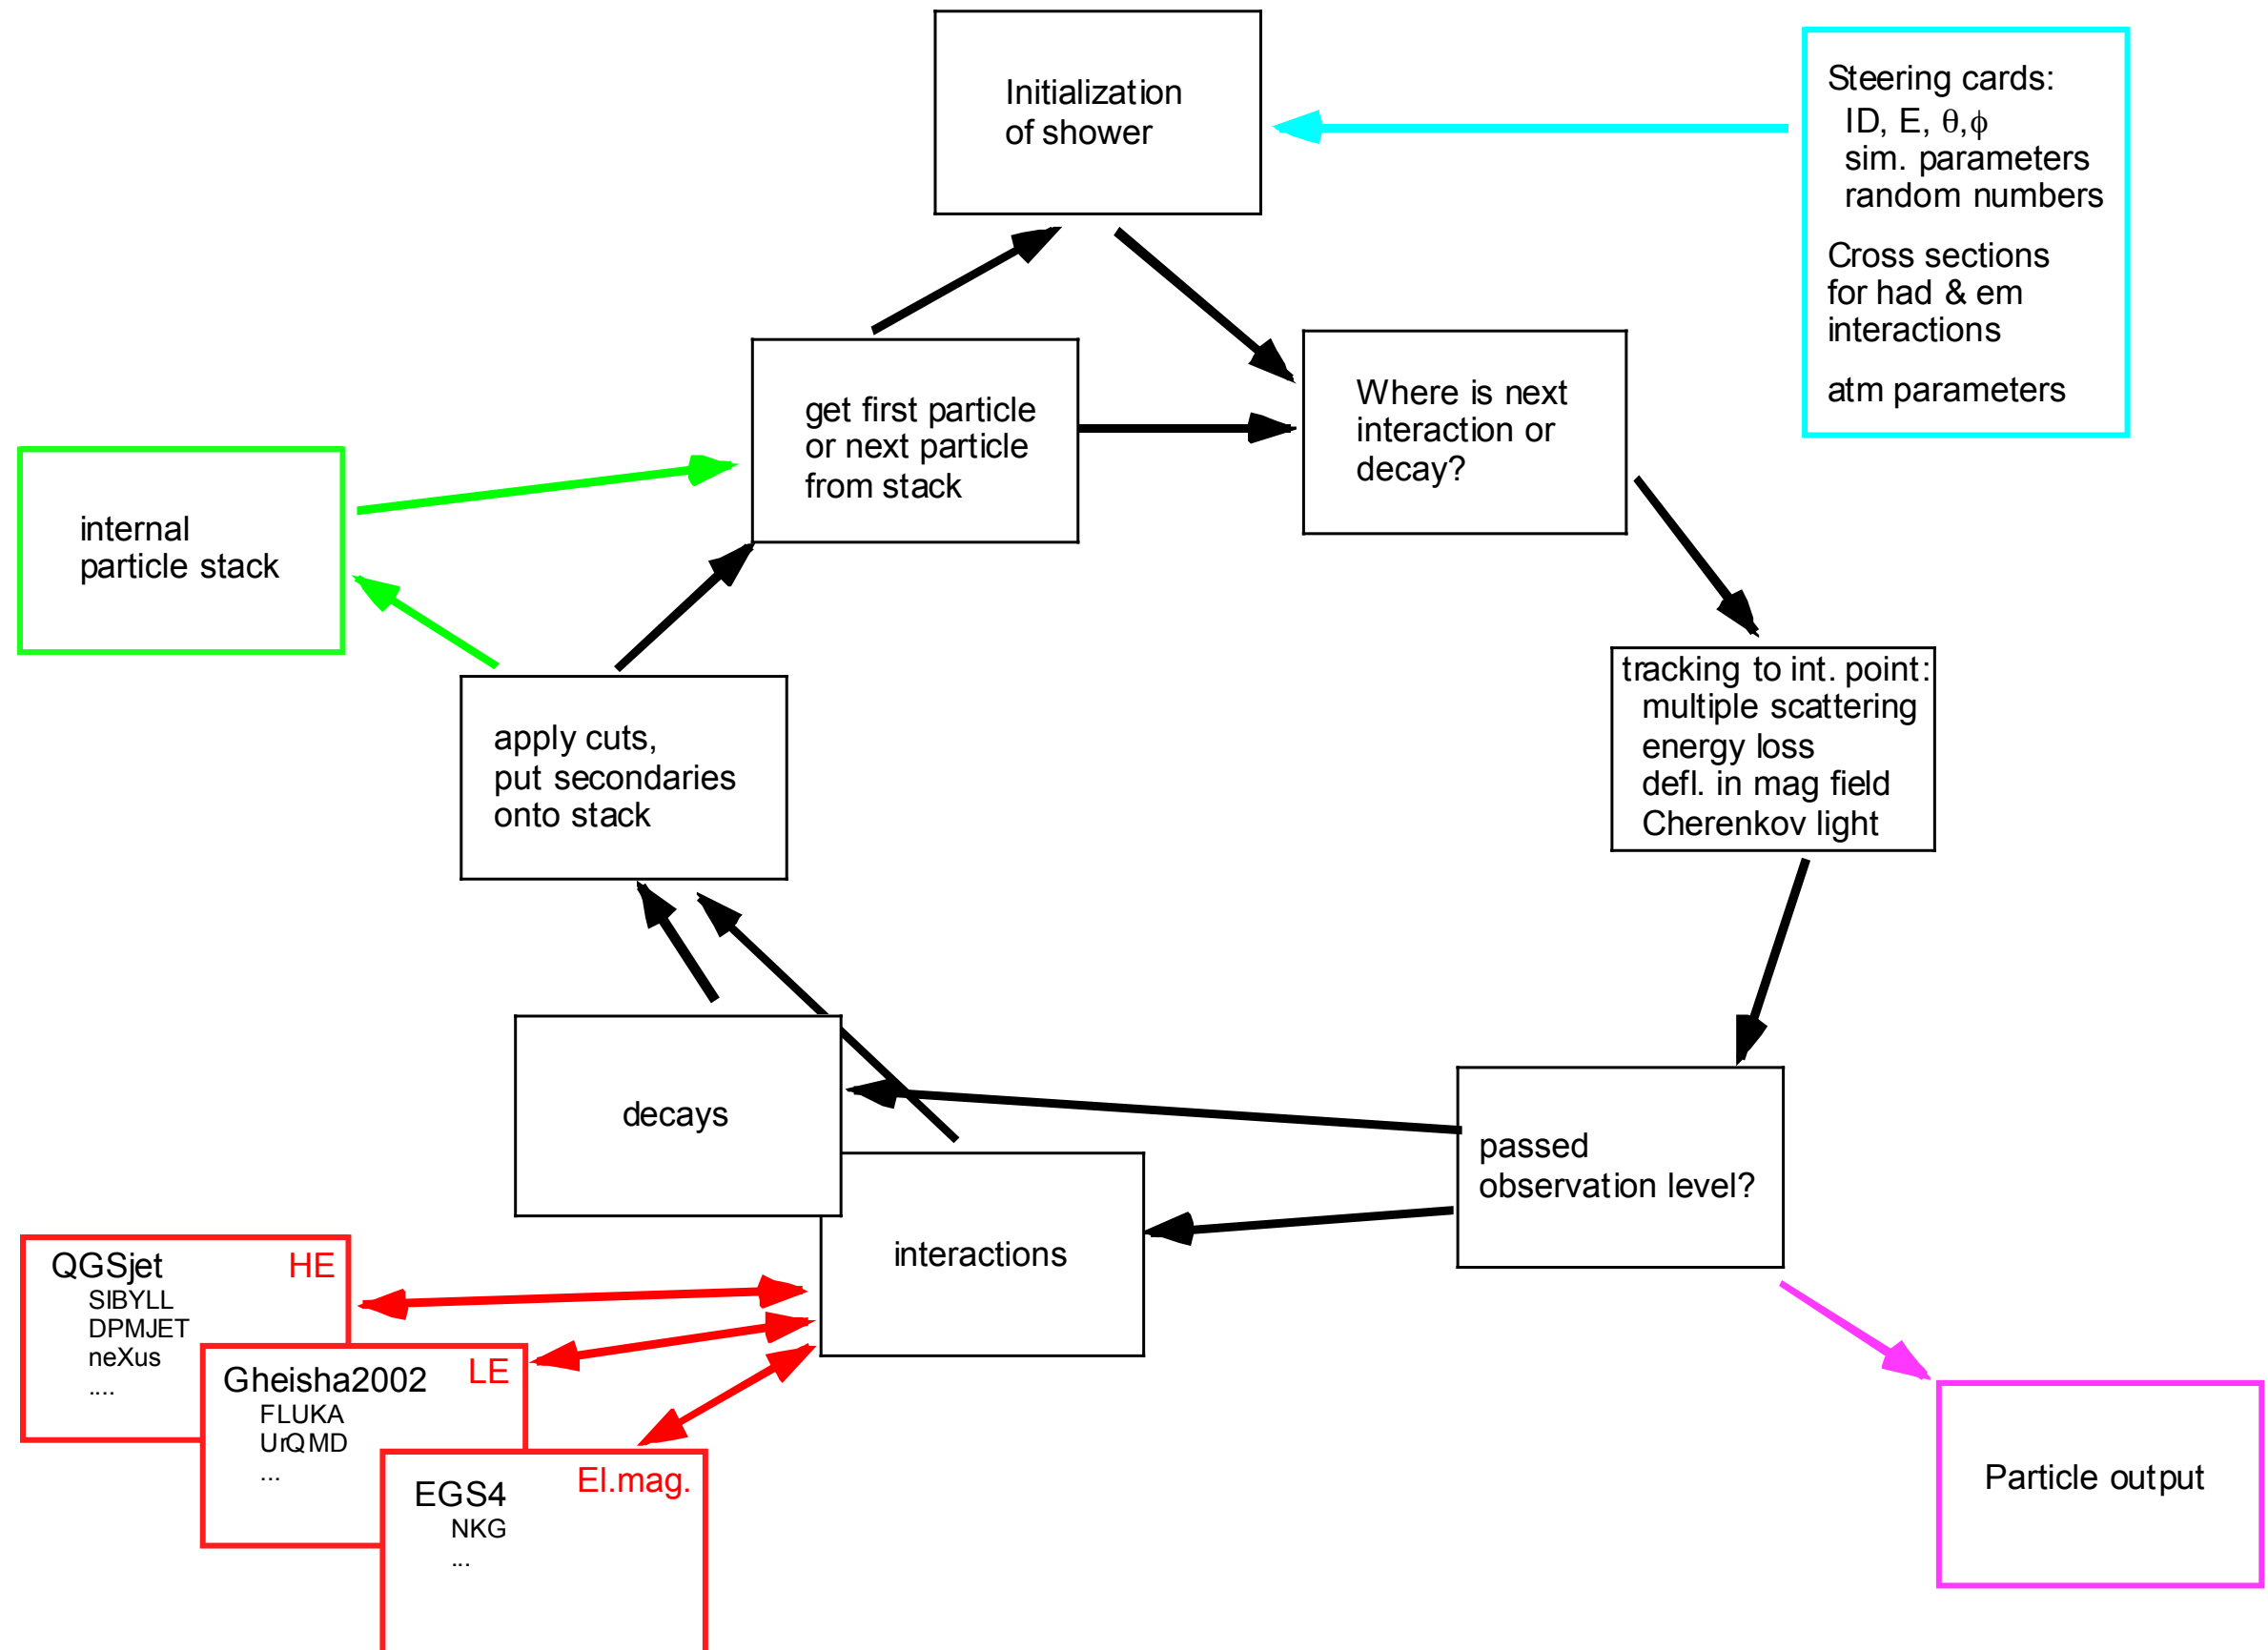 Initialization
of shower
Steering cards:
ID, E, θ,ϕ
sim. parameters
random numbers
Cross sections
for had & em
interactions
atm parameters
get first particle
or next particle
from stack
Where is next
interaction or
decay?
internal
particle stack
tracking to int. point:
multiple scattering
energy loss
defl. in mag field
Cherenkov light
apply cuts,
put secondaries
onto stack
decays
passed
observation level?
interactions
QGSjet
HE
SIBYLL
DPMJET
neXus
....
Gheisha2002
LE
FLUKA
UrQMD
...
EGS4
El.mag.
NKG
...
Particle output